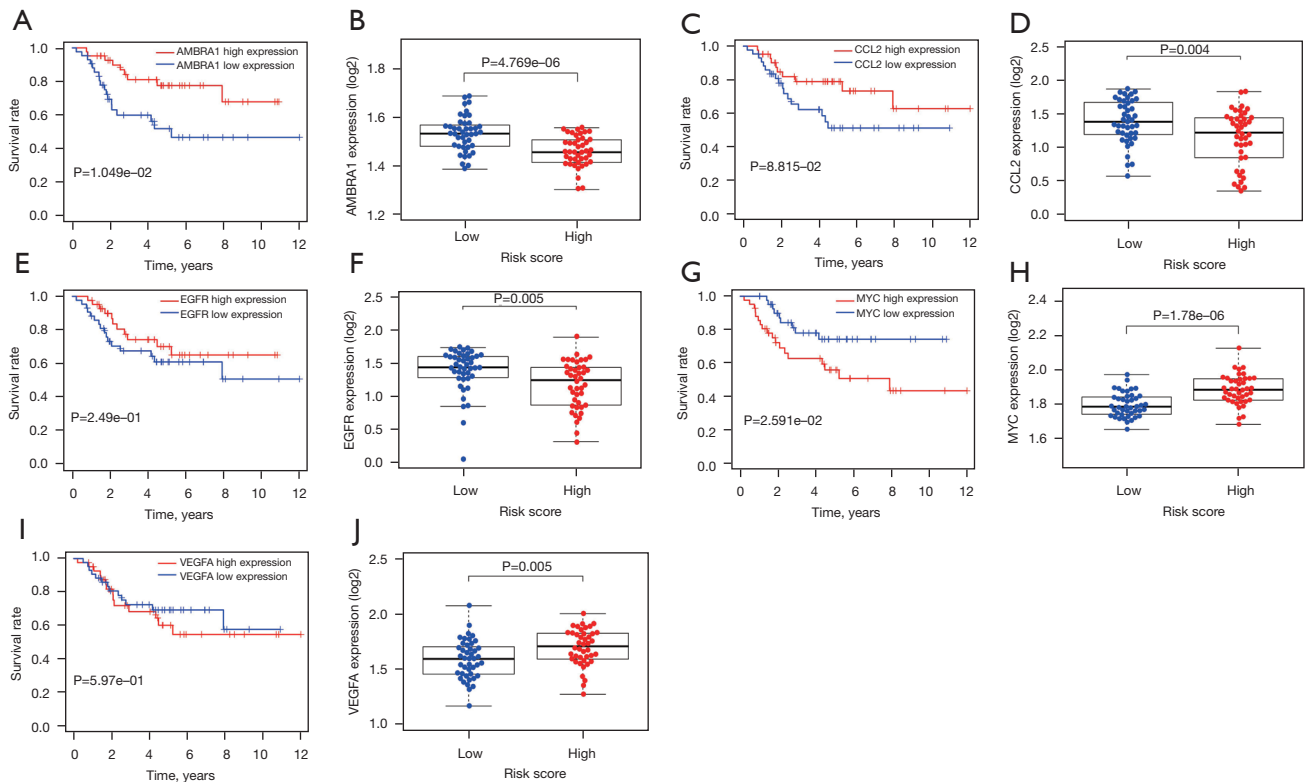 A
1.0
0.8
0.6
0.4
0.2
0.0
Survival rate
AMBRA1 high expression
AMBRA1 low expression
P=1.049e–02
0 2 4 6 8 10 12
Time, years
B
1.8
1.6
1.4
1.2
AMBRA1 expression (log2)
P=4.769e–06
Low High
Risk score
C
1.0
0.8
0.6
0.4
0.2
0.0
Survival rate
CCL2 high expression
CCL2 low expression
P=8.815–02
0 2 4 6 8 10 12
Time, years
D
2.5
2.0
1.5
1.0
0.5
0.0
CCL2 expression (log2)
P=0.004
Low High
Risk score
E
1.0
0.8
0.6
0.4
0.2
0.0
Survival rate
EGFR high expression
EGFR low expression
P=2.49e–01
0 2 4 6 8 10 12
Time, years
F
2.5
2.0
1.5
1.0
0.5
0.0
EGFR expression (log2)
P=0.005
Low High
Risk score
G
1.0
0.8
0.6
0.4
0.2
0.0
Survival rate
MYC high expression
MYC low expression
P=2.591e–02
0 2 4 6 8 10 12
Time, years
H
2.4
2.2
2.0
1.8
1.6
MYC expression (log2)
P=1.78e–06
Low High
Risk score
I
1.0
0.8
0.6
0.4
0.2
0.0
Survival rate
VEGFA high expression
VEGFA low expression
P=5.97e–01
0 2 4 6 8 10 12
Time, years
J
2.5
2.0
1.5
1.0
VEGFA expression (log2)
P=0.005
Low High
Risk score